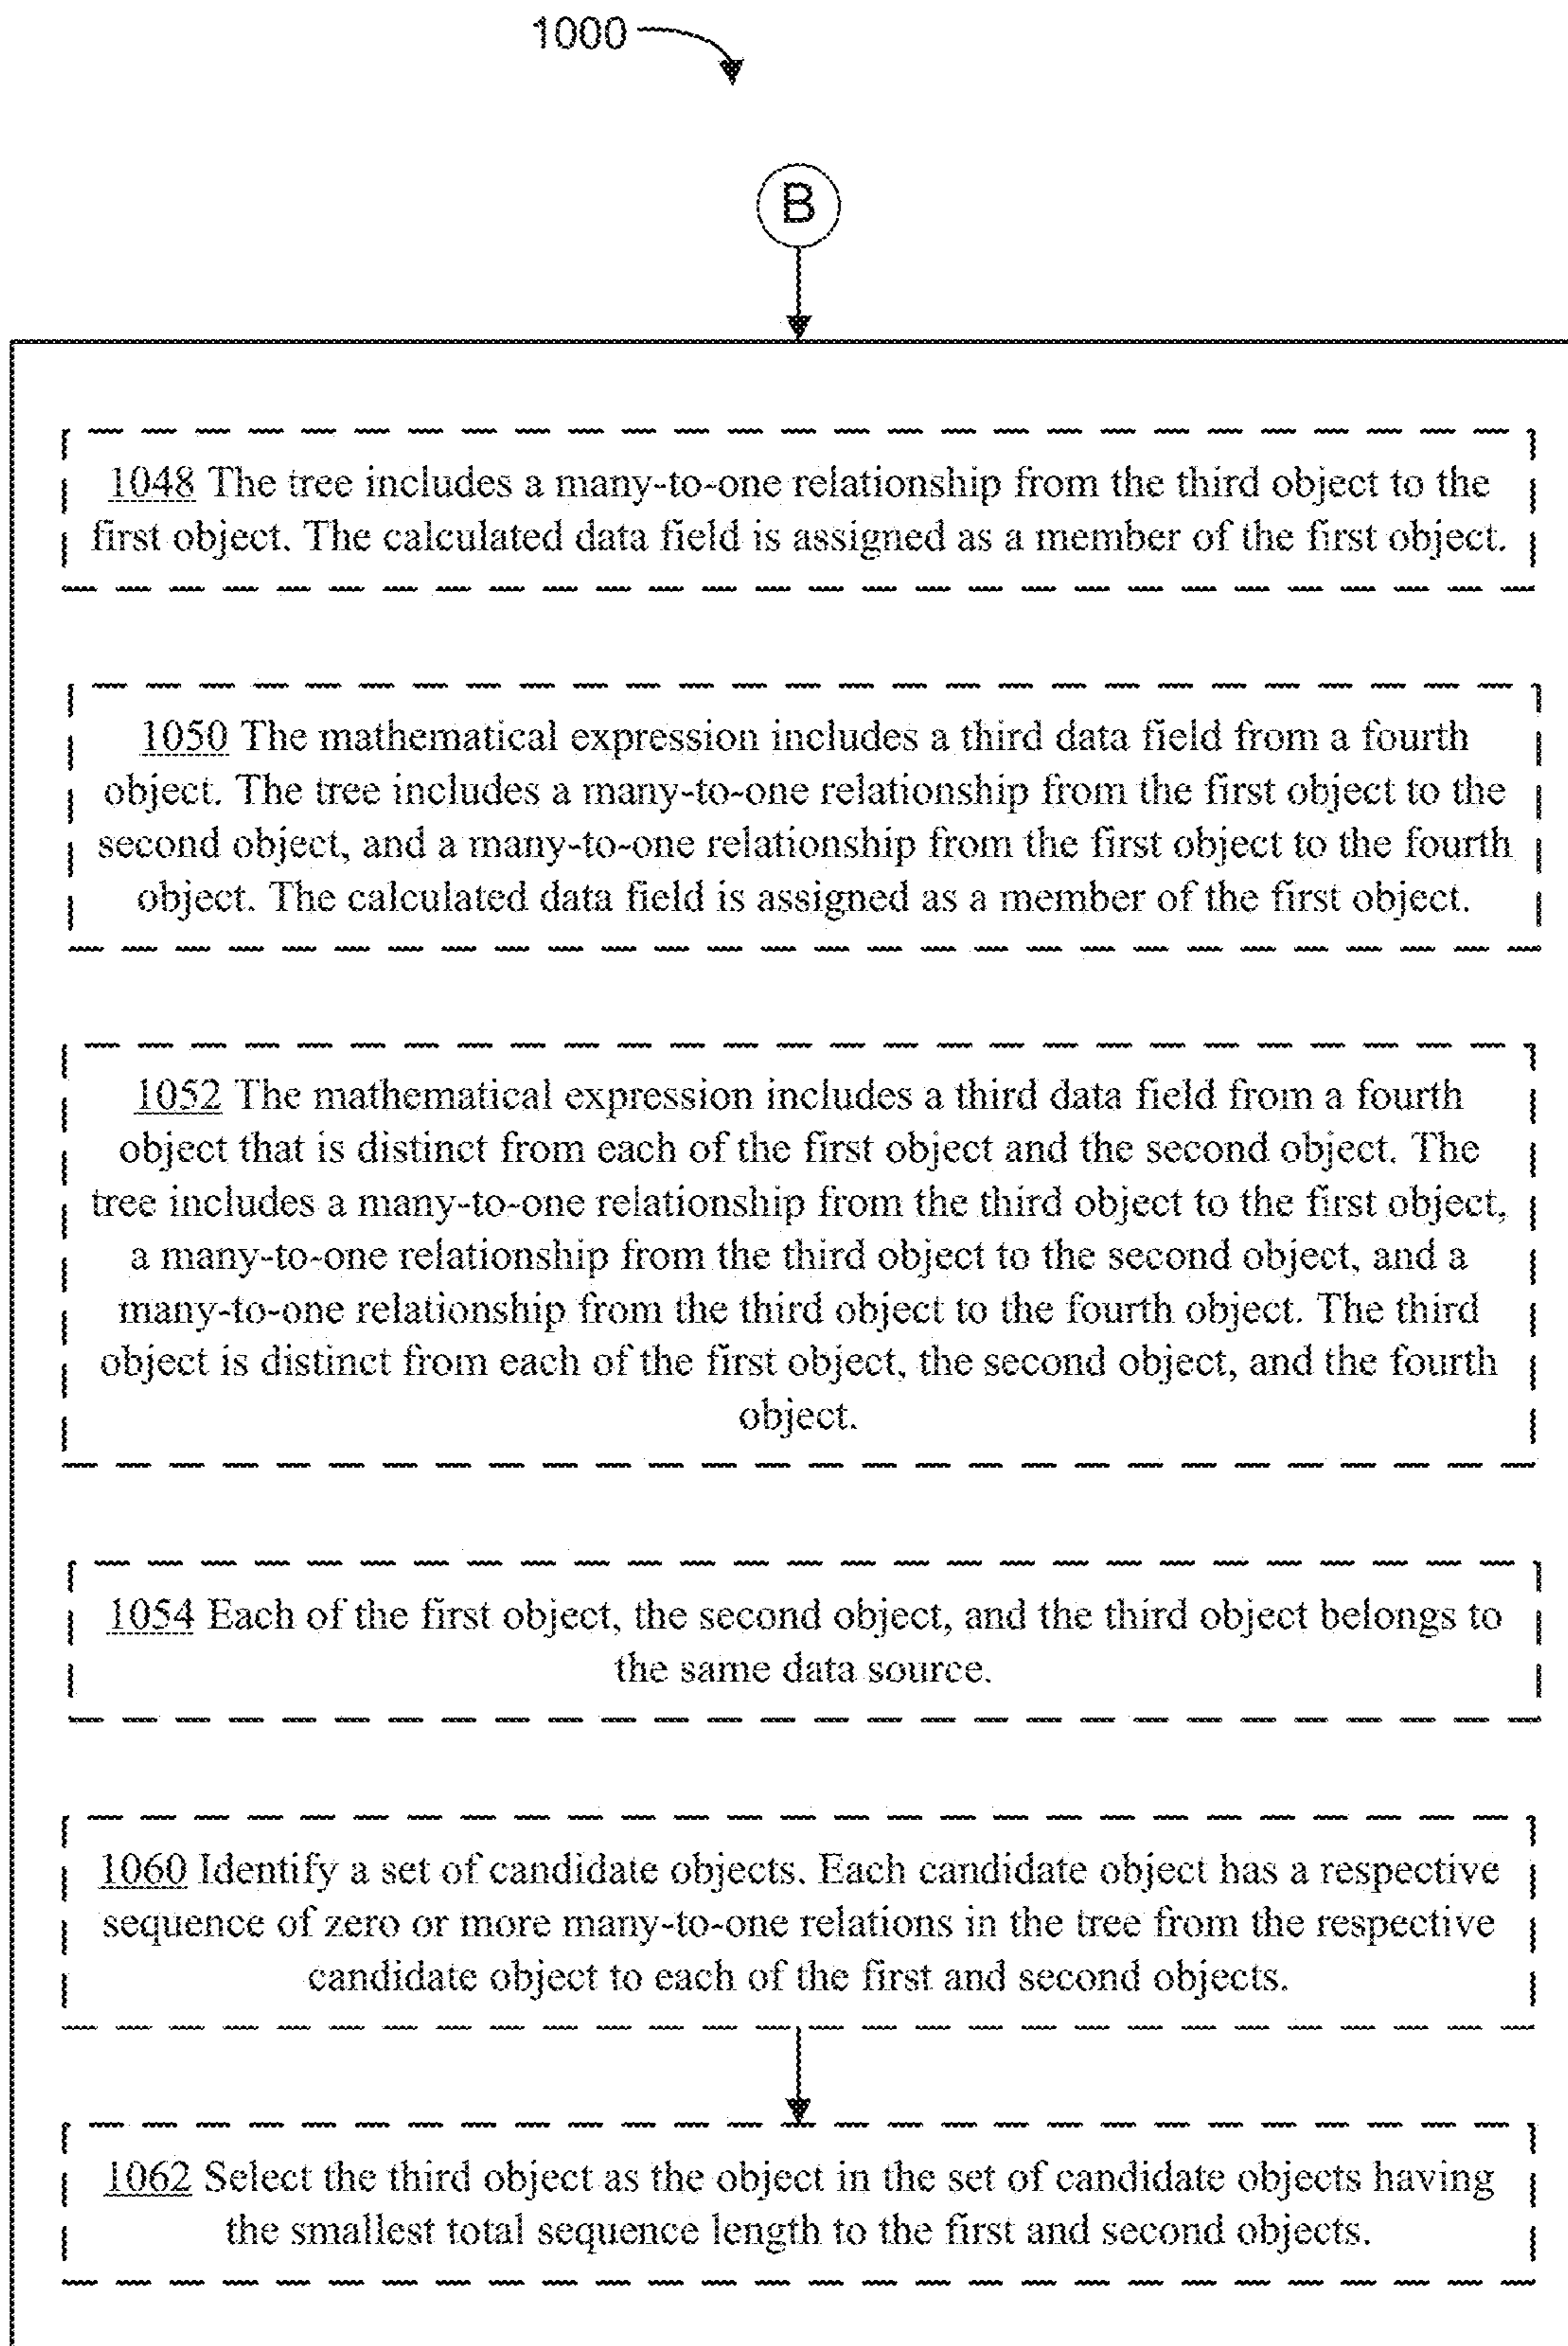 1000
B
1048 The tree includes a many-to-one relationship from the third object to the
first object. The calculated data field is assigned as a member of the first object.
1050 The mathematical expression includes a third data field from a fourth
object. The tree includes a many-to-one relationship from the first object to the
second object, and a many-to-one relationship from the first object to the fourth
object. The calculated data field is assigned as a member of the first object.
1052 The mathematical expression includes a third data field from a fourth
object that is distinct from each of the first object and the second object. The
tree includes a many-to-one relationship from the third object to the first object,
a many-to-one relationship from the third object to the second object, and a
many-to-one relationship from the third object to the fourth object. The third
object is distinct from each of the first object, the second object, and the fourth
object.
1054 Each of the first object, the second object, and the third object belongs to
the same data source.
1060 Identify a set of candidate objects. Each candidate object has a respective
sequence of zero or more many-to-one relations in the tree from the respective
candidate object to each of the first and second objects.
1062 Select the third object as the object in the set of candidate objects having
the smallest total sequence length to the first and second objects.